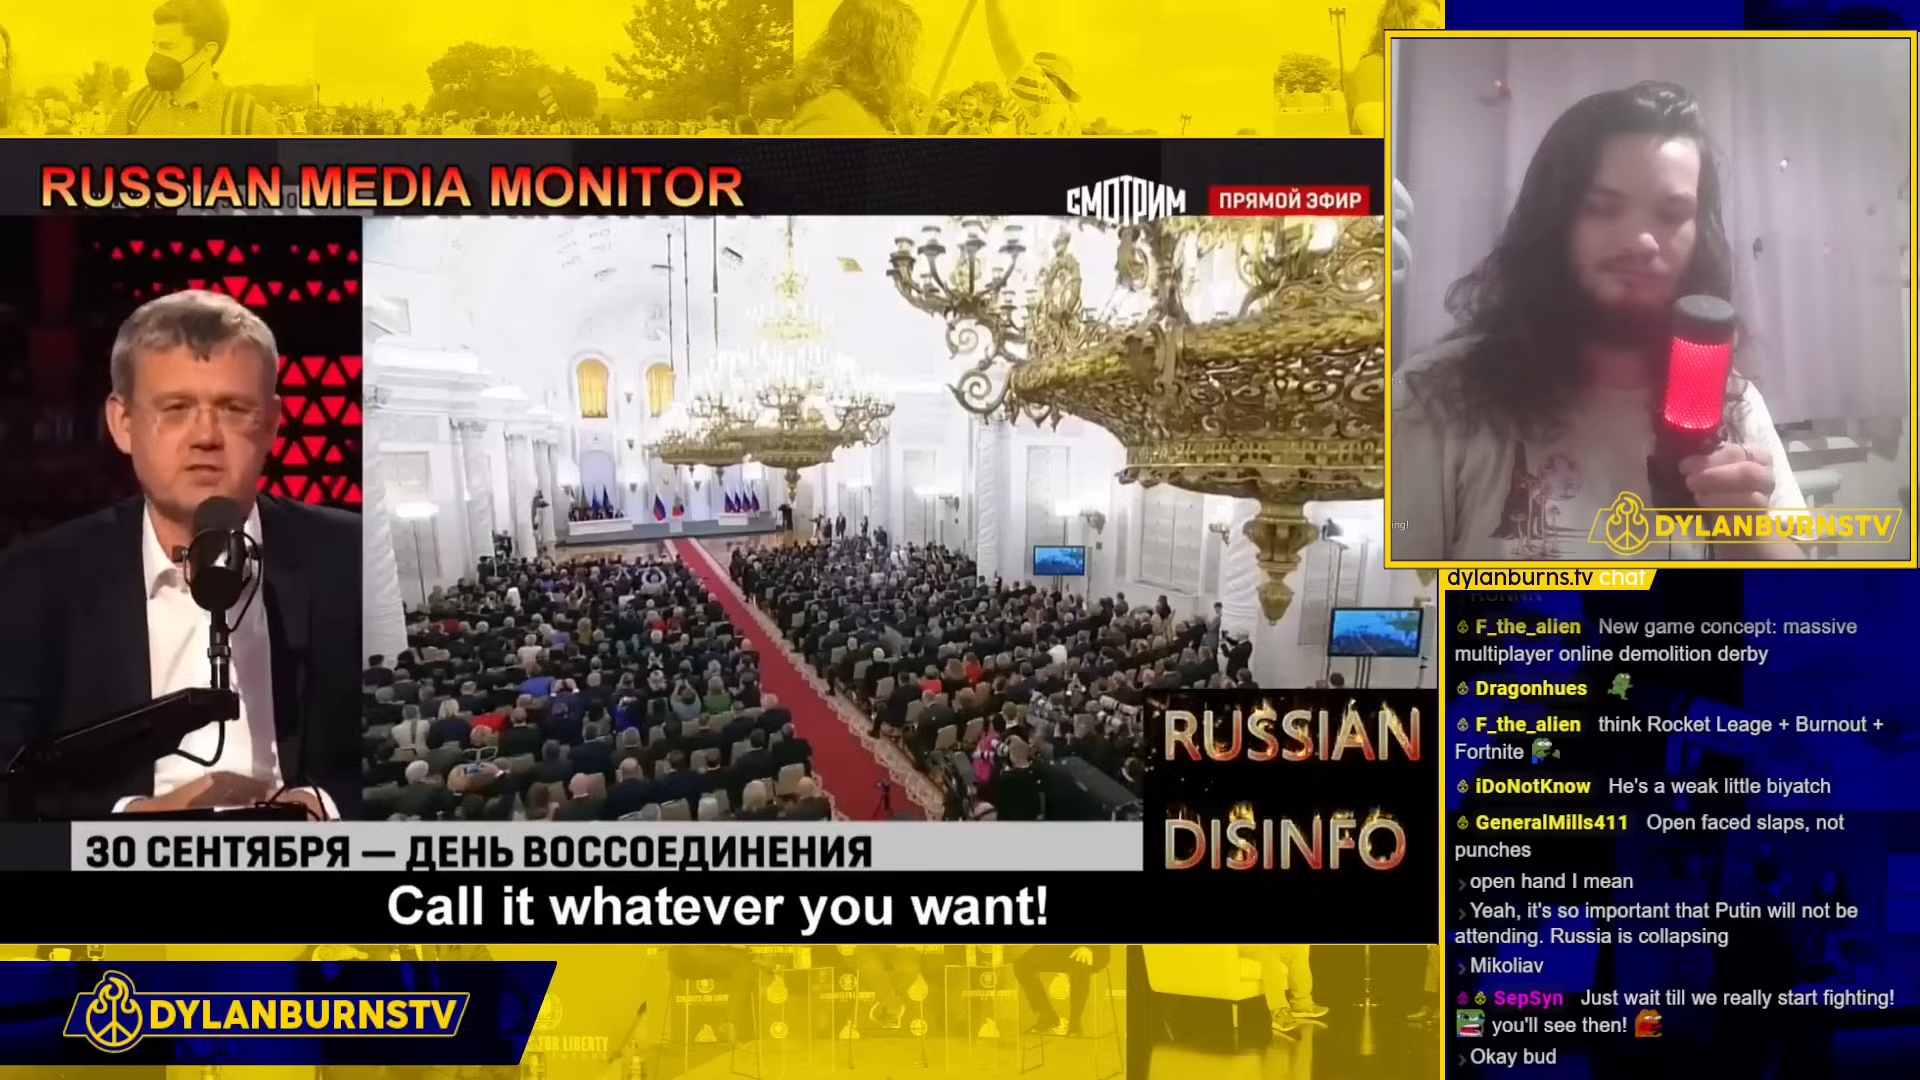 RUSSIAN MEDIA MONITOR
СМОТРИМ
ПРЯМОЙ ЭФИР
RUSSIAN
DISINFO
30 СЕНТЯБРЯ — ДЕНЬ ВОССОЕДИНЕНИЯ
Call it whatever you want!
DYLANBURNSTV
FOR LIBERTY
ing!
DYLANBURNSTV
dylanburns.tv chat
F_the_alien New game concept: massive
multiplayer online demolition derby
Dragonhues
F_the_alien think Rocket Leage + Burnout +
Fortnite
iDoNotKnow He's a weak little biyatch
GeneralMills411 Open faced slaps, not
punches
open hand I mean
Yeah, it's so important that Putin will not be
attending. Russia is collapsing
Mikoliav
SepSyn Just wait till we really start fighting!
you'll see then!
Okay bud